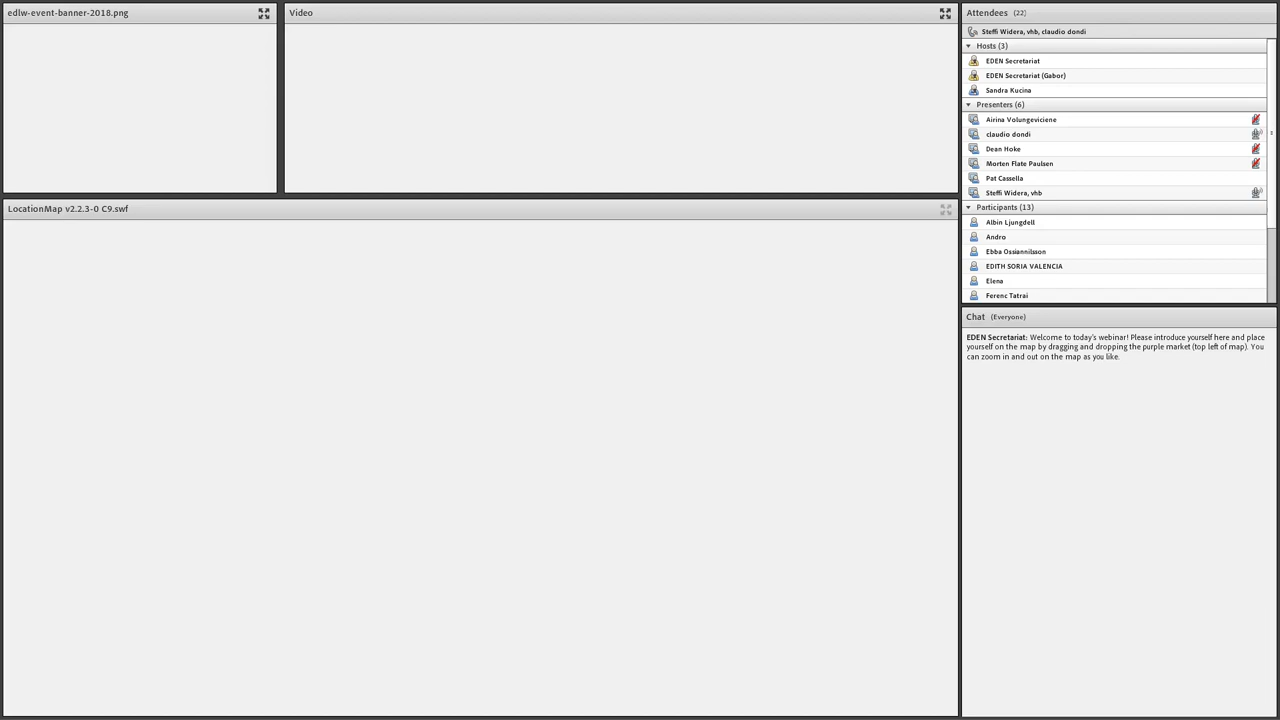 edlw-event-banner-2018.png
Video
Attendees (22)
Steffi Widera, vhb, claudio dondi
Hosts (3)
EDEN Secretariat
EDEN Secretariat (Gabor)
Sandra Kucina
Presenters (6)
Airina Volungeviciene
claudio dondi
Dean Hoke
Morten Flate Paulsen
Pat Cassella
Steffi Widera, vhb
Participants (13)
Albin Ljungdell
Andro
Ebba Ossiannilsson
EDITH SORIA VALENCIA
Elena
Ferenc Tatrai
LocationMap v2.2.3-0 C9.swf
Chat (Everyone)
EDEN Secretariat: Welcome to today's webinar! Please introduce yourself here and place
yourself on the map by dragging and dropping the purple market (top left of map). You
can zoom in and out on the map as you like.